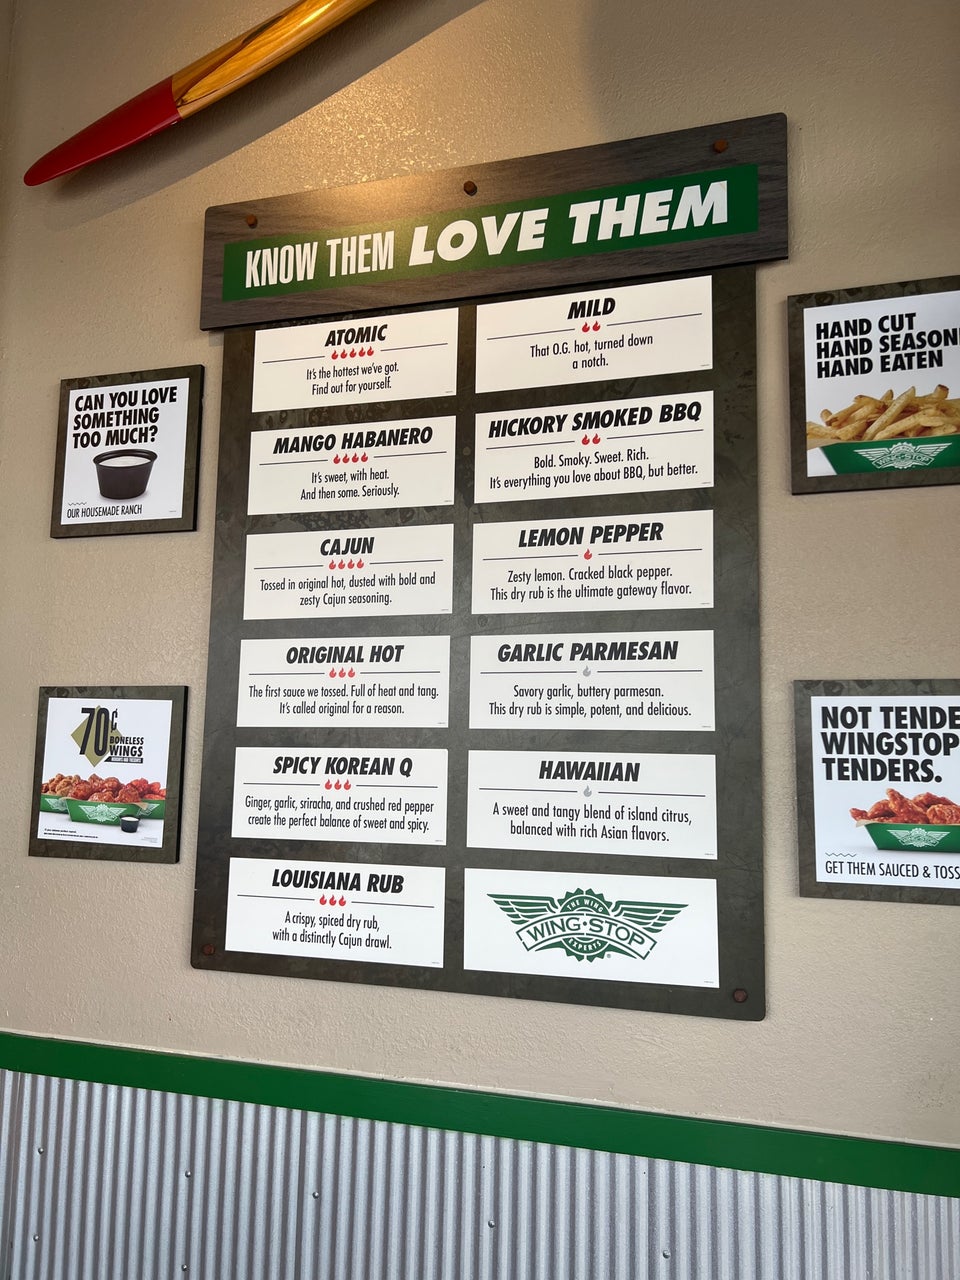 KNOW THEM LOVE THEM
ATOMIC
It's the hottest we've got.
Find out for yourself.
MANGO HABANERO
It's sweet, with heat.
And then some. Seriously.
CAJUN
Tossed in original hot, dusted with bold and
zesty Cajun seasoning.
ORIGINAL HOT
The first sauce we tossed. Full of heat and tang.
It's called original for a reason.
SPICY KOREAN Q
Ginger, garlic, sriracha, and crushed red pepper
create the perfect balance of sweet and spicy.
LOUISIANA RUB
A crispy, spiced dry rub,
with a distinctly Cajun drawl.
MILD
That O.G. hot, turned down
a notch.
HICKORY SMOKED BBQ
Bold. Smoky. Sweet. Rich.
It's everything you love about BBQ, but better.
LEMON PEPPER
Zesty lemon. Cracked black pepper.
This dry rub is the ultimate gateway flavor.
GARLIC PARMESAN
Savory garlic, buttery parmesan.
This dry rub is simple, potent, and delicious.
HAWAIIAN
A sweet and tangy blend of island citrus,
balanced with rich Asian flavors.
THE WING
WING·STOP
EXPERTS
CAN YOU LOVE
SOMETHING
TOO MUCH?
OUR HOUSEMADE RANCH
70¢
BONELESS
WINGS
MONDAYS AND TUESDAYS
HAND CUT
HAND SEASON
HAND EATEN
WING·STOP
NOT TENDE
WINGSTOP
TENDERS.
GET THEM SAUCED & TOSS